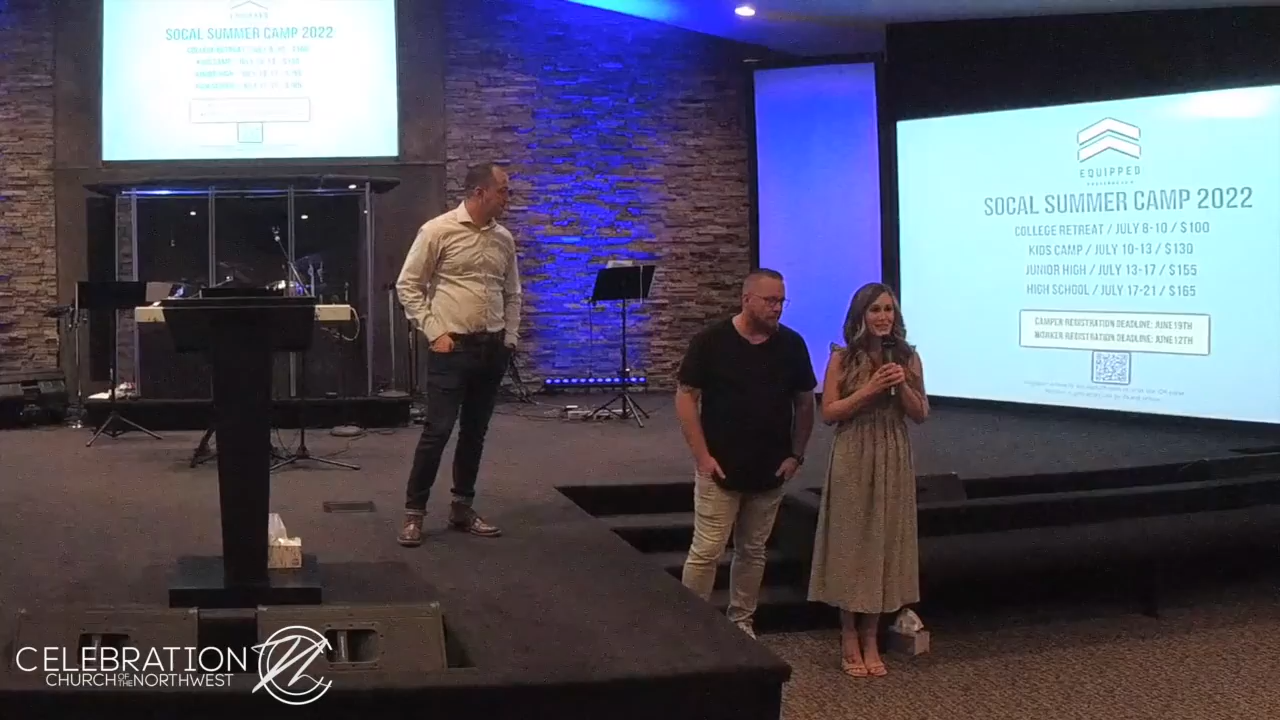 SOCAL SUMMER CAMP 2022
EQUIPPED
SOCAL SUMMER CAMP 2022
COLLEGE RETREAT / JULY 8-10 / $100
KIDS CAMP / JULY 10-13 / $130
JUNIOR HIGH / JULY 13-17 / $155
HIGH SCHOOL / JULY 17-21 / $165
CAMPER REGISTRATION DEADLINE: JUNE 19TH
WORKER REGISTRATION DEADLINE: JUNE 12TH
CELEBRATION
CHURCH OF THE NORTHWEST